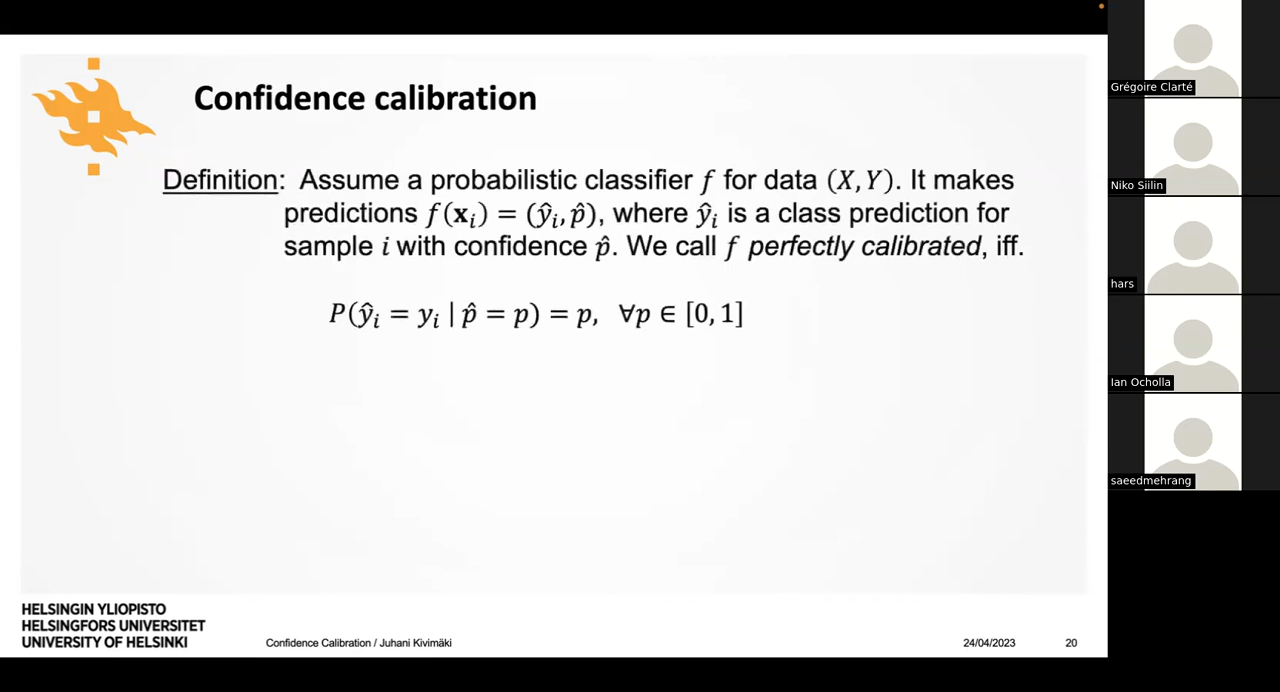 Confidence calibration
Definition: Assume a probabilistic classifier f for data (X, Y). It makes
predictions f(𝐱ᵢ) = (ŷᵢ, p̂), where ŷᵢ is a class prediction for
sample i with confidence p̂. We call f perfectly calibrated, iff.
P(ŷᵢ = yᵢ | p̂ = p) = p, ∀p ∈ [0, 1]
HELSINGIN YLIOPISTO
HELSINGFORS UNIVERSITET
UNIVERSITY OF HELSINKI
Confidence Calibration / Juhani Kivimäki
24/04/2023
20
Grégoire Clarté
Niko Siilin
hars
Ian Ocholla
saeedmehrang